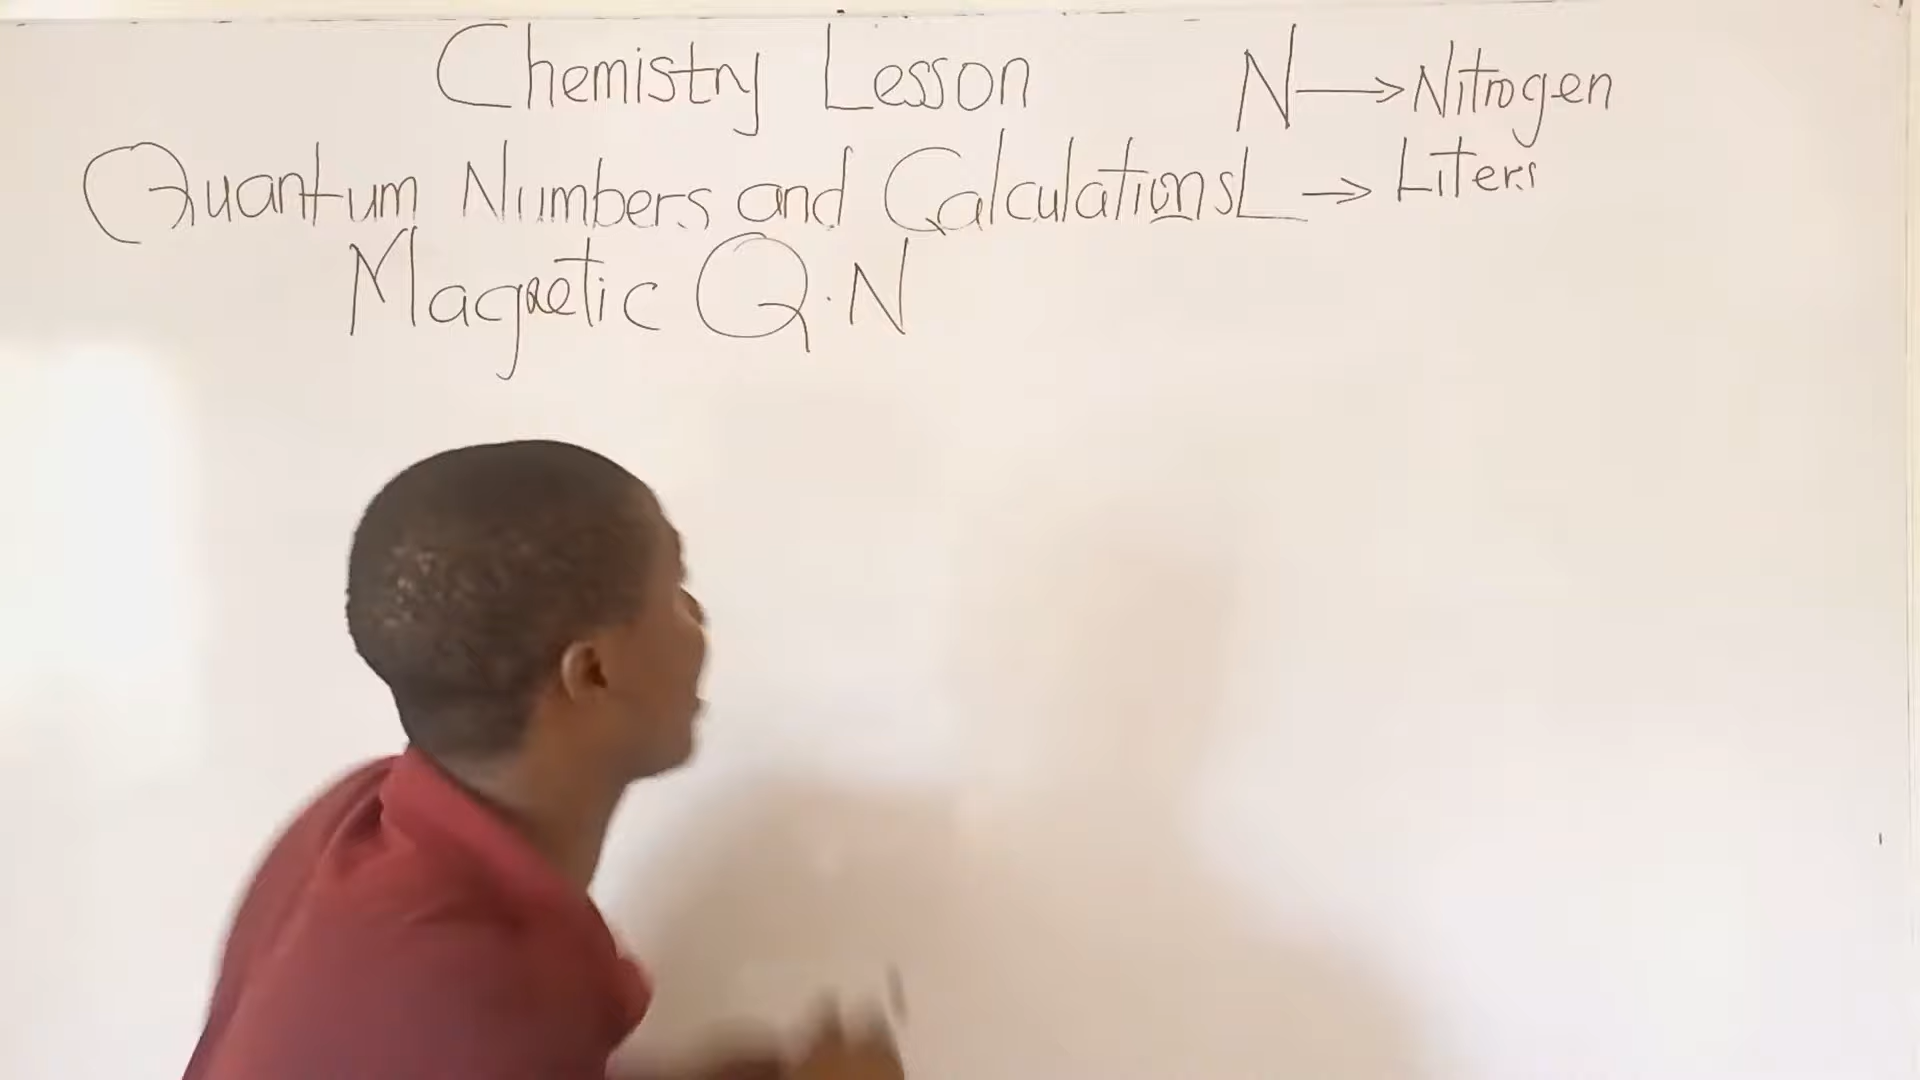 Chemistry Lesson
N → Nitrogen
Quantum Numbers and Calculations
L → Liters
Magnetic Q.N